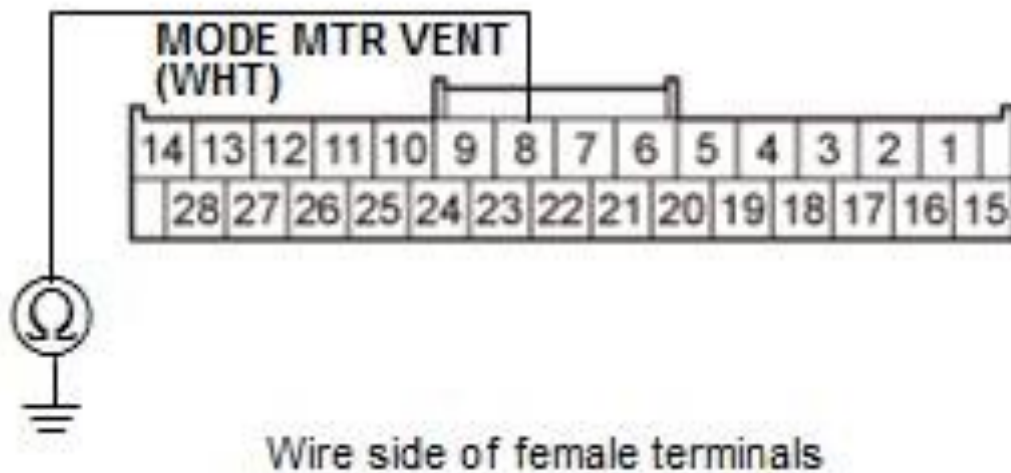 MODE MTR VENT
(WHT)
14 13 12 11 10 9 8 7 6 5 4 3 2 1
28 27 26 25 24 23 22 21 20 19 18 17 16 15
Ω
Wire side of female terminals